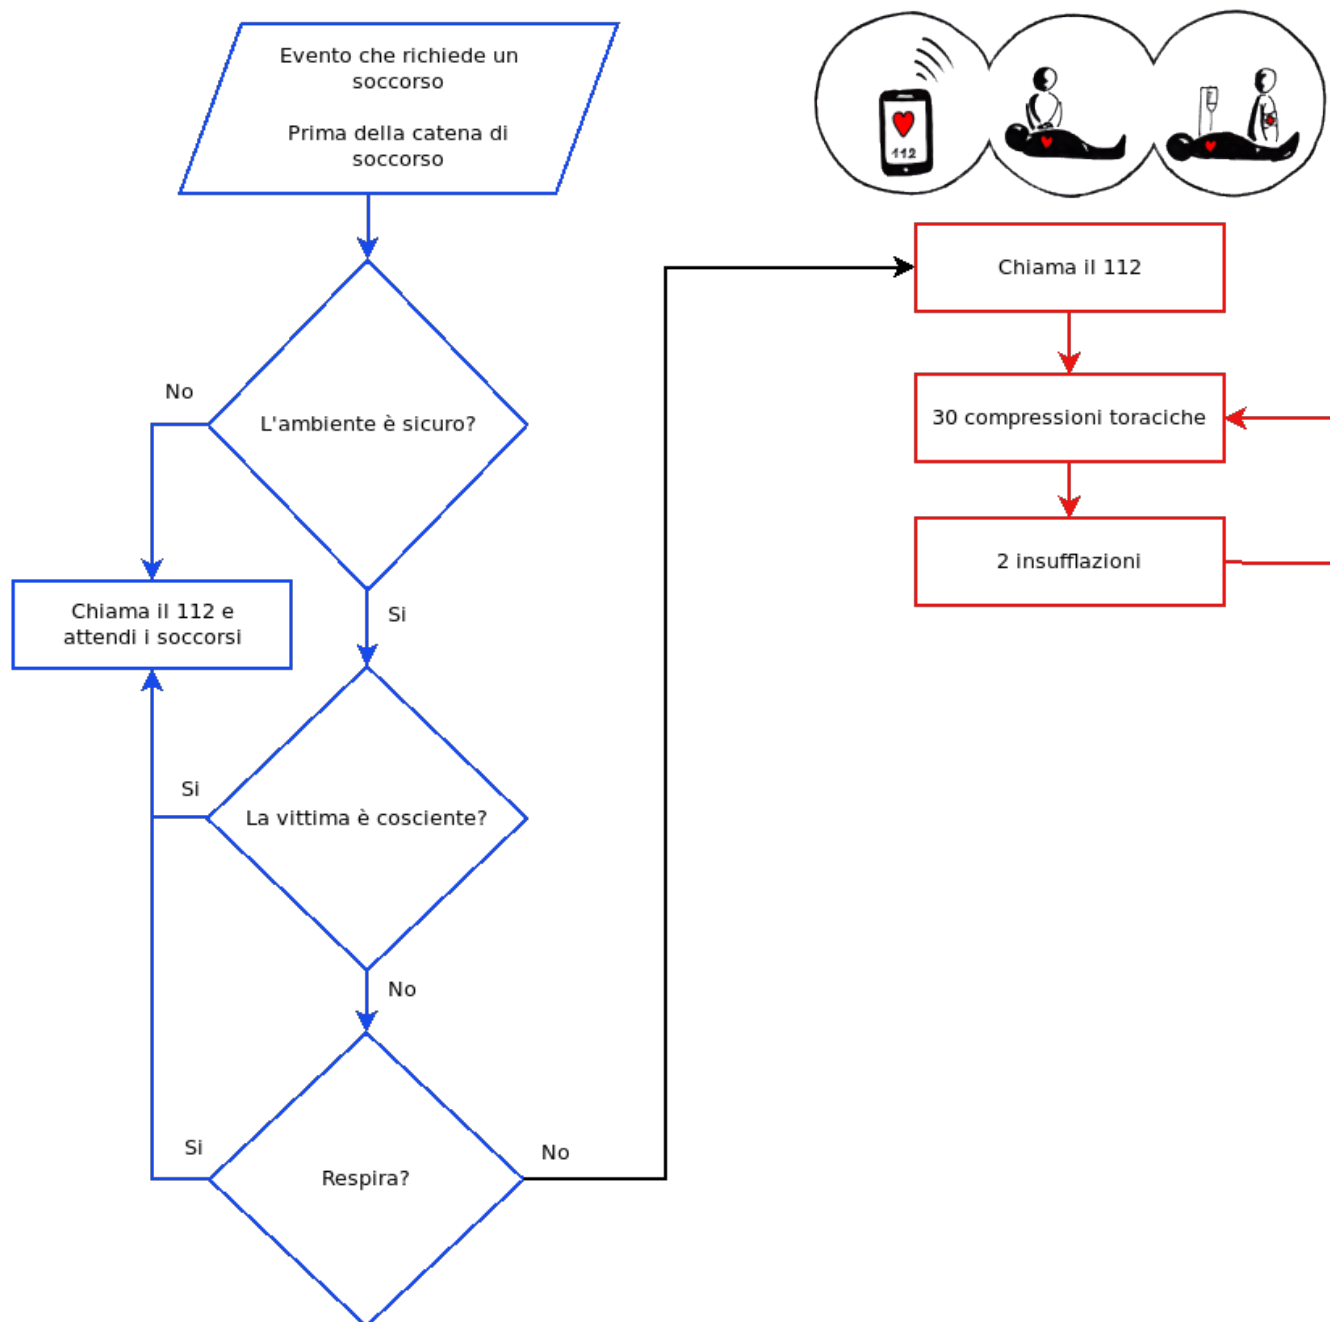 Evento che richiede un
soccorso
Prima della catena di
soccorso
No
L'ambiente è sicuro?
Chiama il 112 e
attendi i soccorsi
Si
Si
La vittima è cosciente?
No
Si
Respira?
No
112
Chiama il 112
30 compressioni toraciche
2 insufflazioni